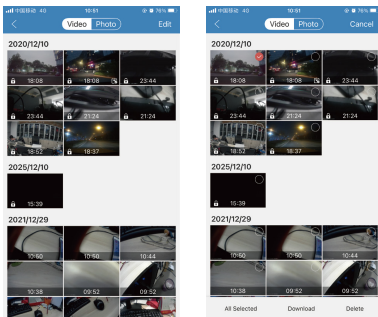 中国移动 4G 10:51 76%
Video Photo Edit
2020/12/10
18:08 18:08 23:44
23:44 21:24 21:24
18:52 18:37
2025/12/10
15:39
2021/12/29
10:50 10:50 10:44
10:38 09:52 09:52
中国移动 4G 10:51 76%
Video Photo Cancel
2020/12/10
18:08 18:08 23:44
23:44 21:24 21:24
18:52 18:37
2025/12/10
15:39
2021/12/29
10:50 10:50 10:44
10:38 09:52 09:52
All Selected Download Delete